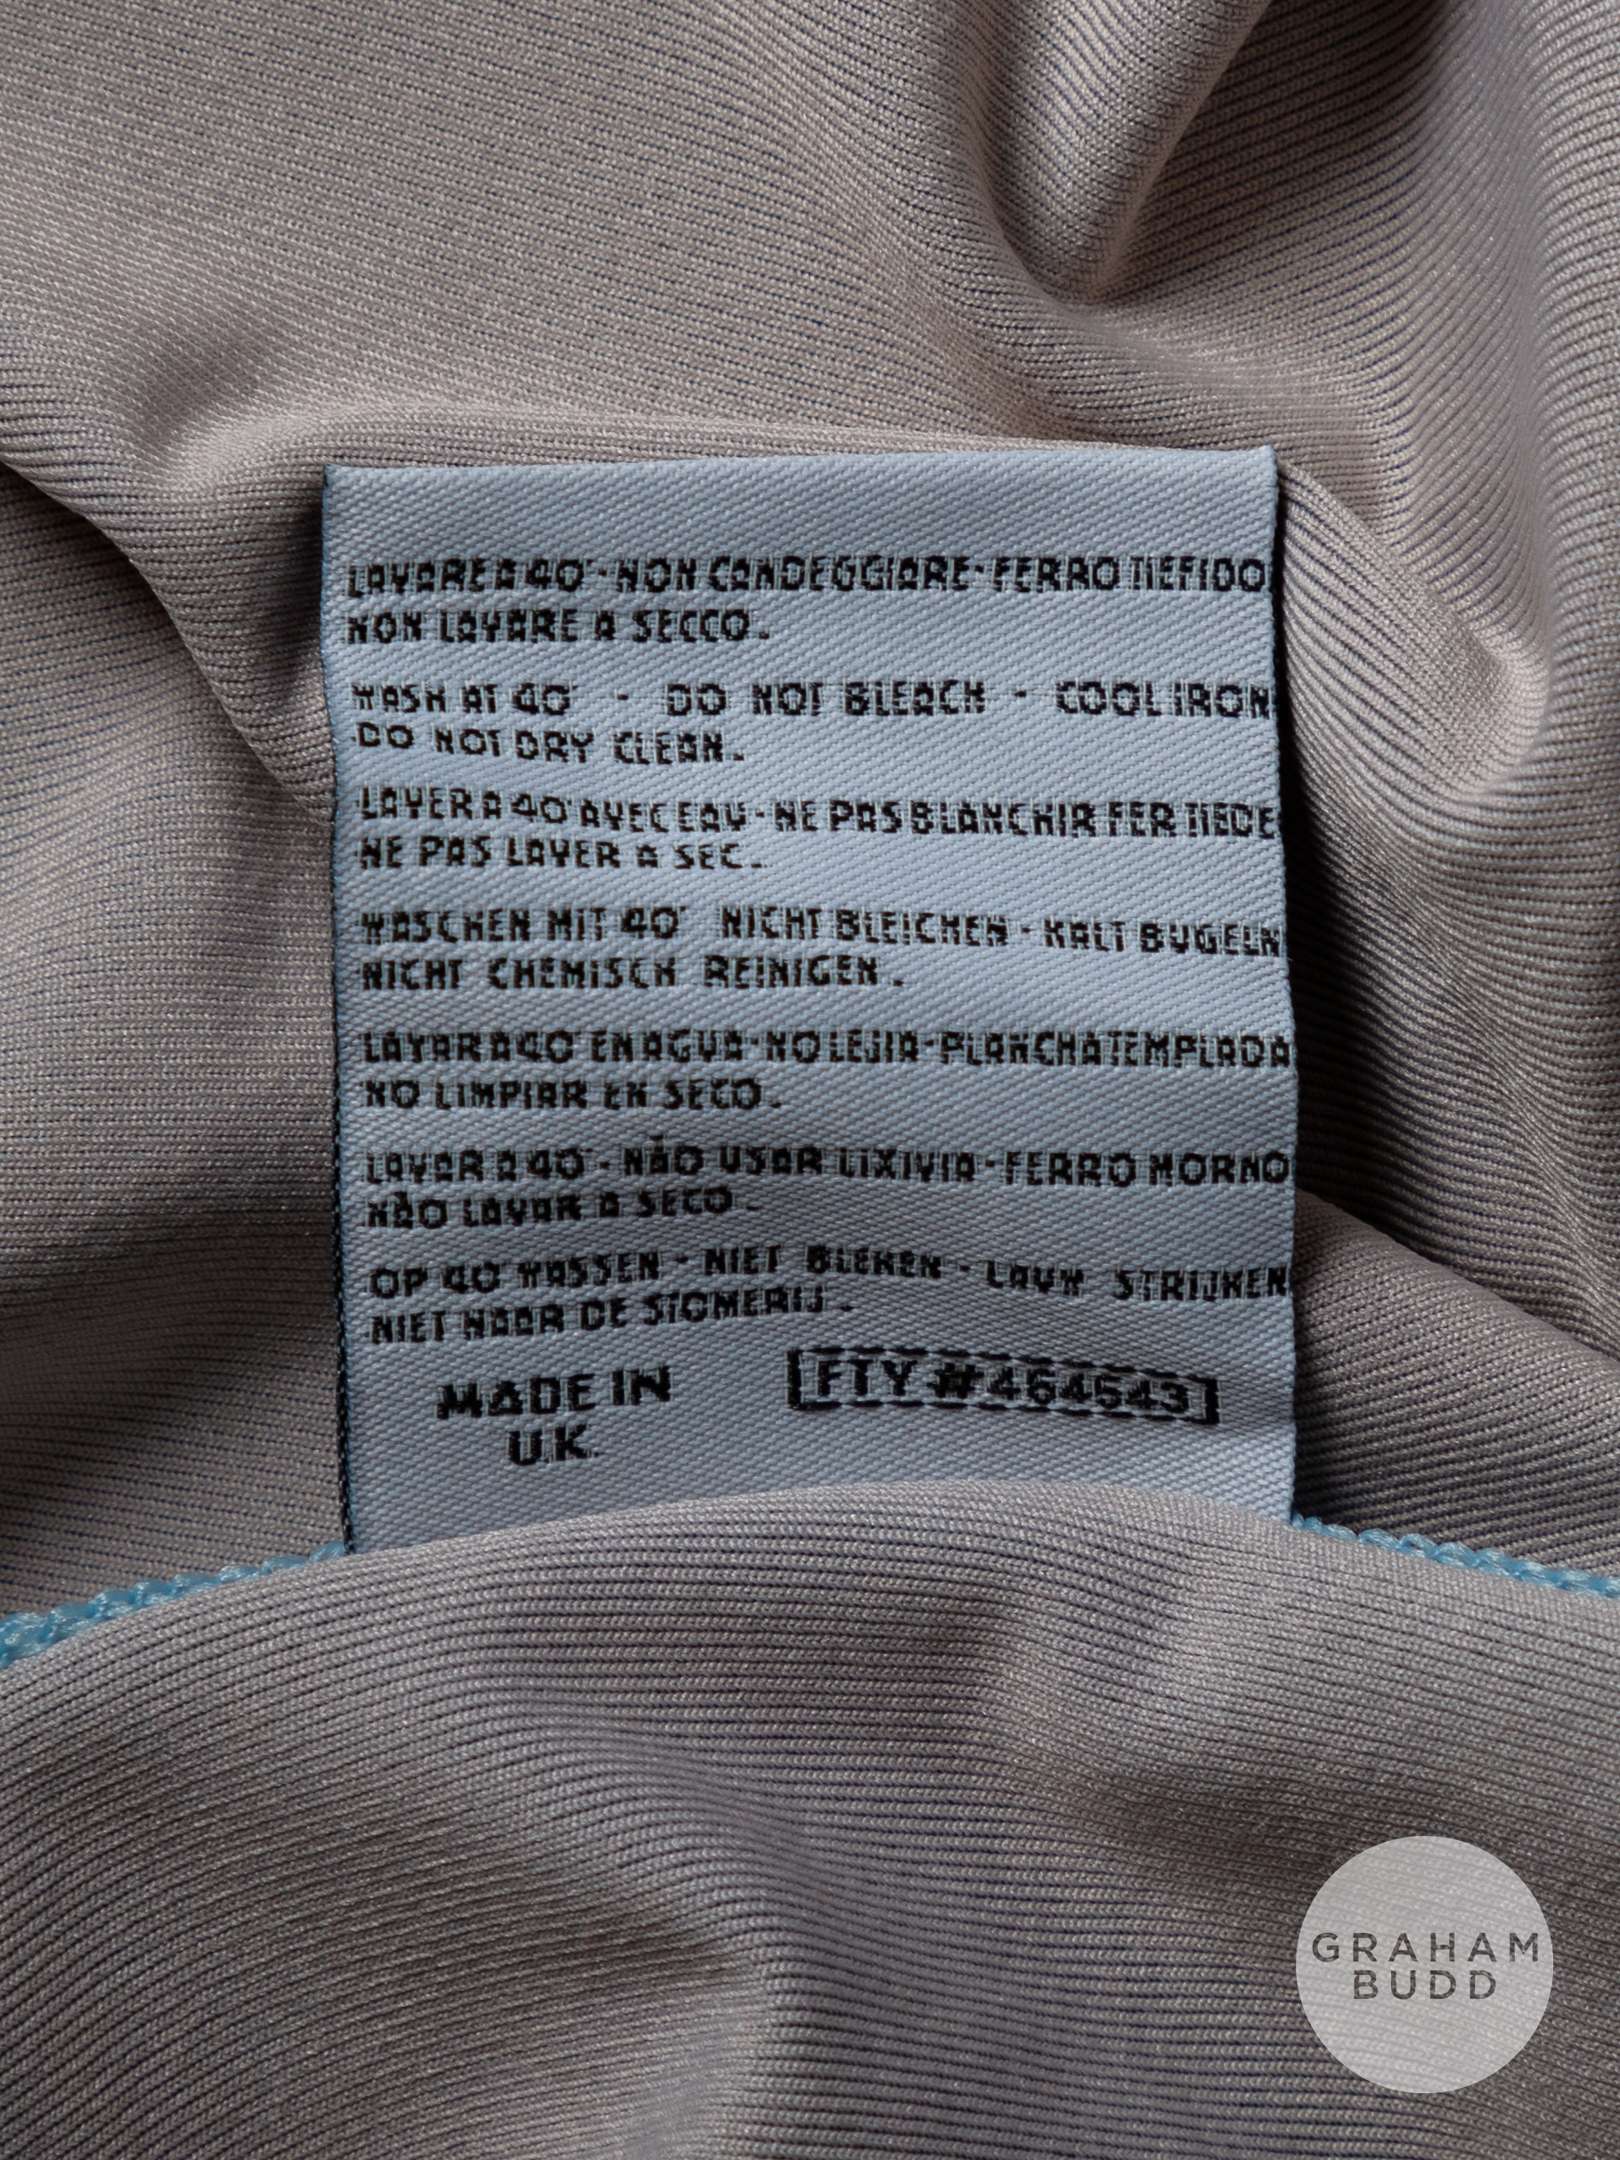 LAVARE A 40°-NON CANDEGGIARE-FERRO TIEFIDO
NON LAVARE A SECCO.
WASH AT 40° - DO NOT BLEACH - COOL IRON
DO NOT DRY CLEAN.
LAVER A 40° AVEC EAU-NE PAS BLANCHIR FER TIEDE
NE PAS LAVER A SEC.
WASCHEN MIT 40° NICHT BLEICHEN-KALT BUGELN
NICHT CHEMISCH REINIGEN.
LAVAR A 40° EN AGUA-NO LEJIA-PLANCHA TEMPLADA
NO LIMPIAR EN SECO.
LAVAR A 40°-NÃO USAR LIXIVIA-FERRO MORNO
NÃO LAVAR A SECO.
OP 40° WASSEN-NIET BLEKEN-LAUW STRIJKEN
NIET NAAR DE STOMERIJ.
MADE IN FTY #464643
U.K.
GRAHAM
BUDD